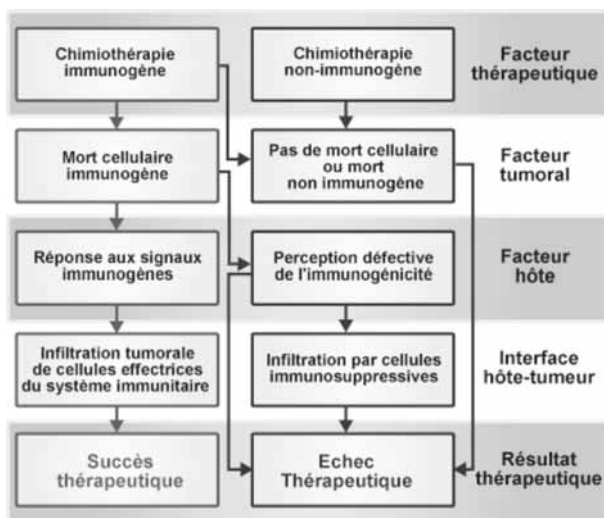 Chimiothérapie
immunogène
Chimiothérapie
non-immunogène
Facteur
thérapeutique
Mort cellulaire
immunogène
Pas de mort cellulaire
ou mort
non immunogène
Facteur
tumoral
Réponse aux signaux
immunogènes
Perception défective
de l'immunogénicité
Facteur
hôte
Infiltration tumorale
de cellules effectrices
du système immunitaire
Infiltration par cellules
immunosuppressives
Interface
hôte-tumeur
Succès
thérapeutique
Echec
Thérapeutique
Résultat
thérapeutique